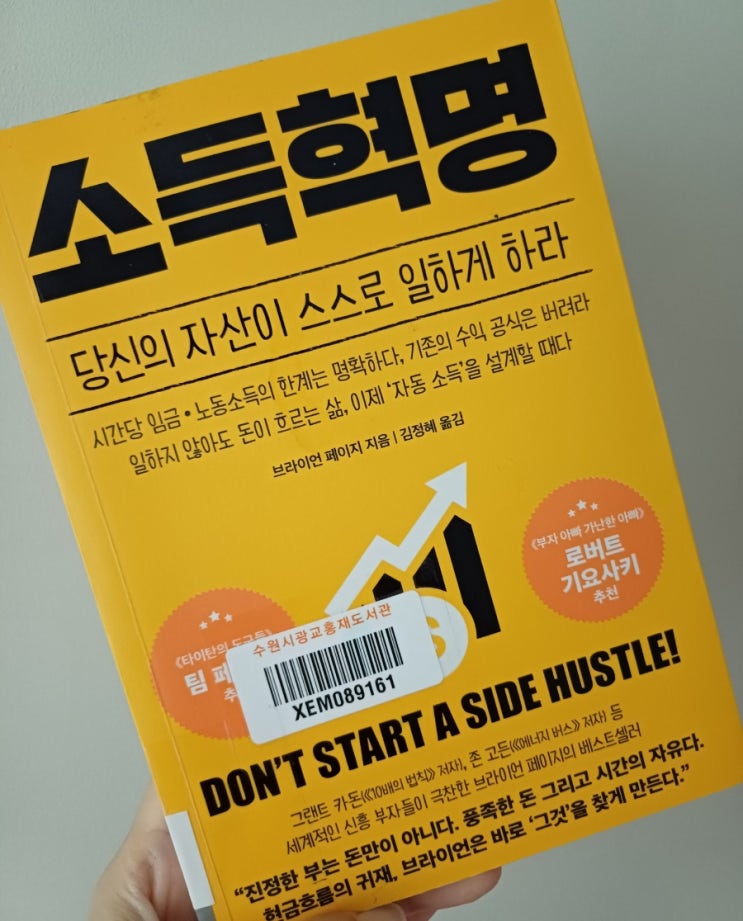 소득혁명
당신의 자산이 스스로 일하게 하라
시간당 임금·노동소득의 한계는 명확하다, 기존의 수익 공식은 버려라
일하지 않아도 돈이 흐르는 삶, 이제 '자동 소득'을 설계할 때다
브라이언 페이지 지음 | 김정혜 옮김
《부자 아빠 가난한 아빠》
로버트
기요사키
추천
《타이탄의 도구들》
팀
수원시광교홍재도서관
XEM089161
$
DON'T START A SIDE HUSTLE!
그랜트 카돈(《10배의 법칙》 저자), 존 고든(《에너지 버스》 저자) 등
세계적인 신흥 부자들이 극찬한 브라이언 페이지의 베스트셀러
"진정한 부는 돈만이 아니다. 풍족한 돈 그리고 시간의 자유다.
현금흐름의 귀재, 브라이언은 바로 '그것'을 찾게 만든다."